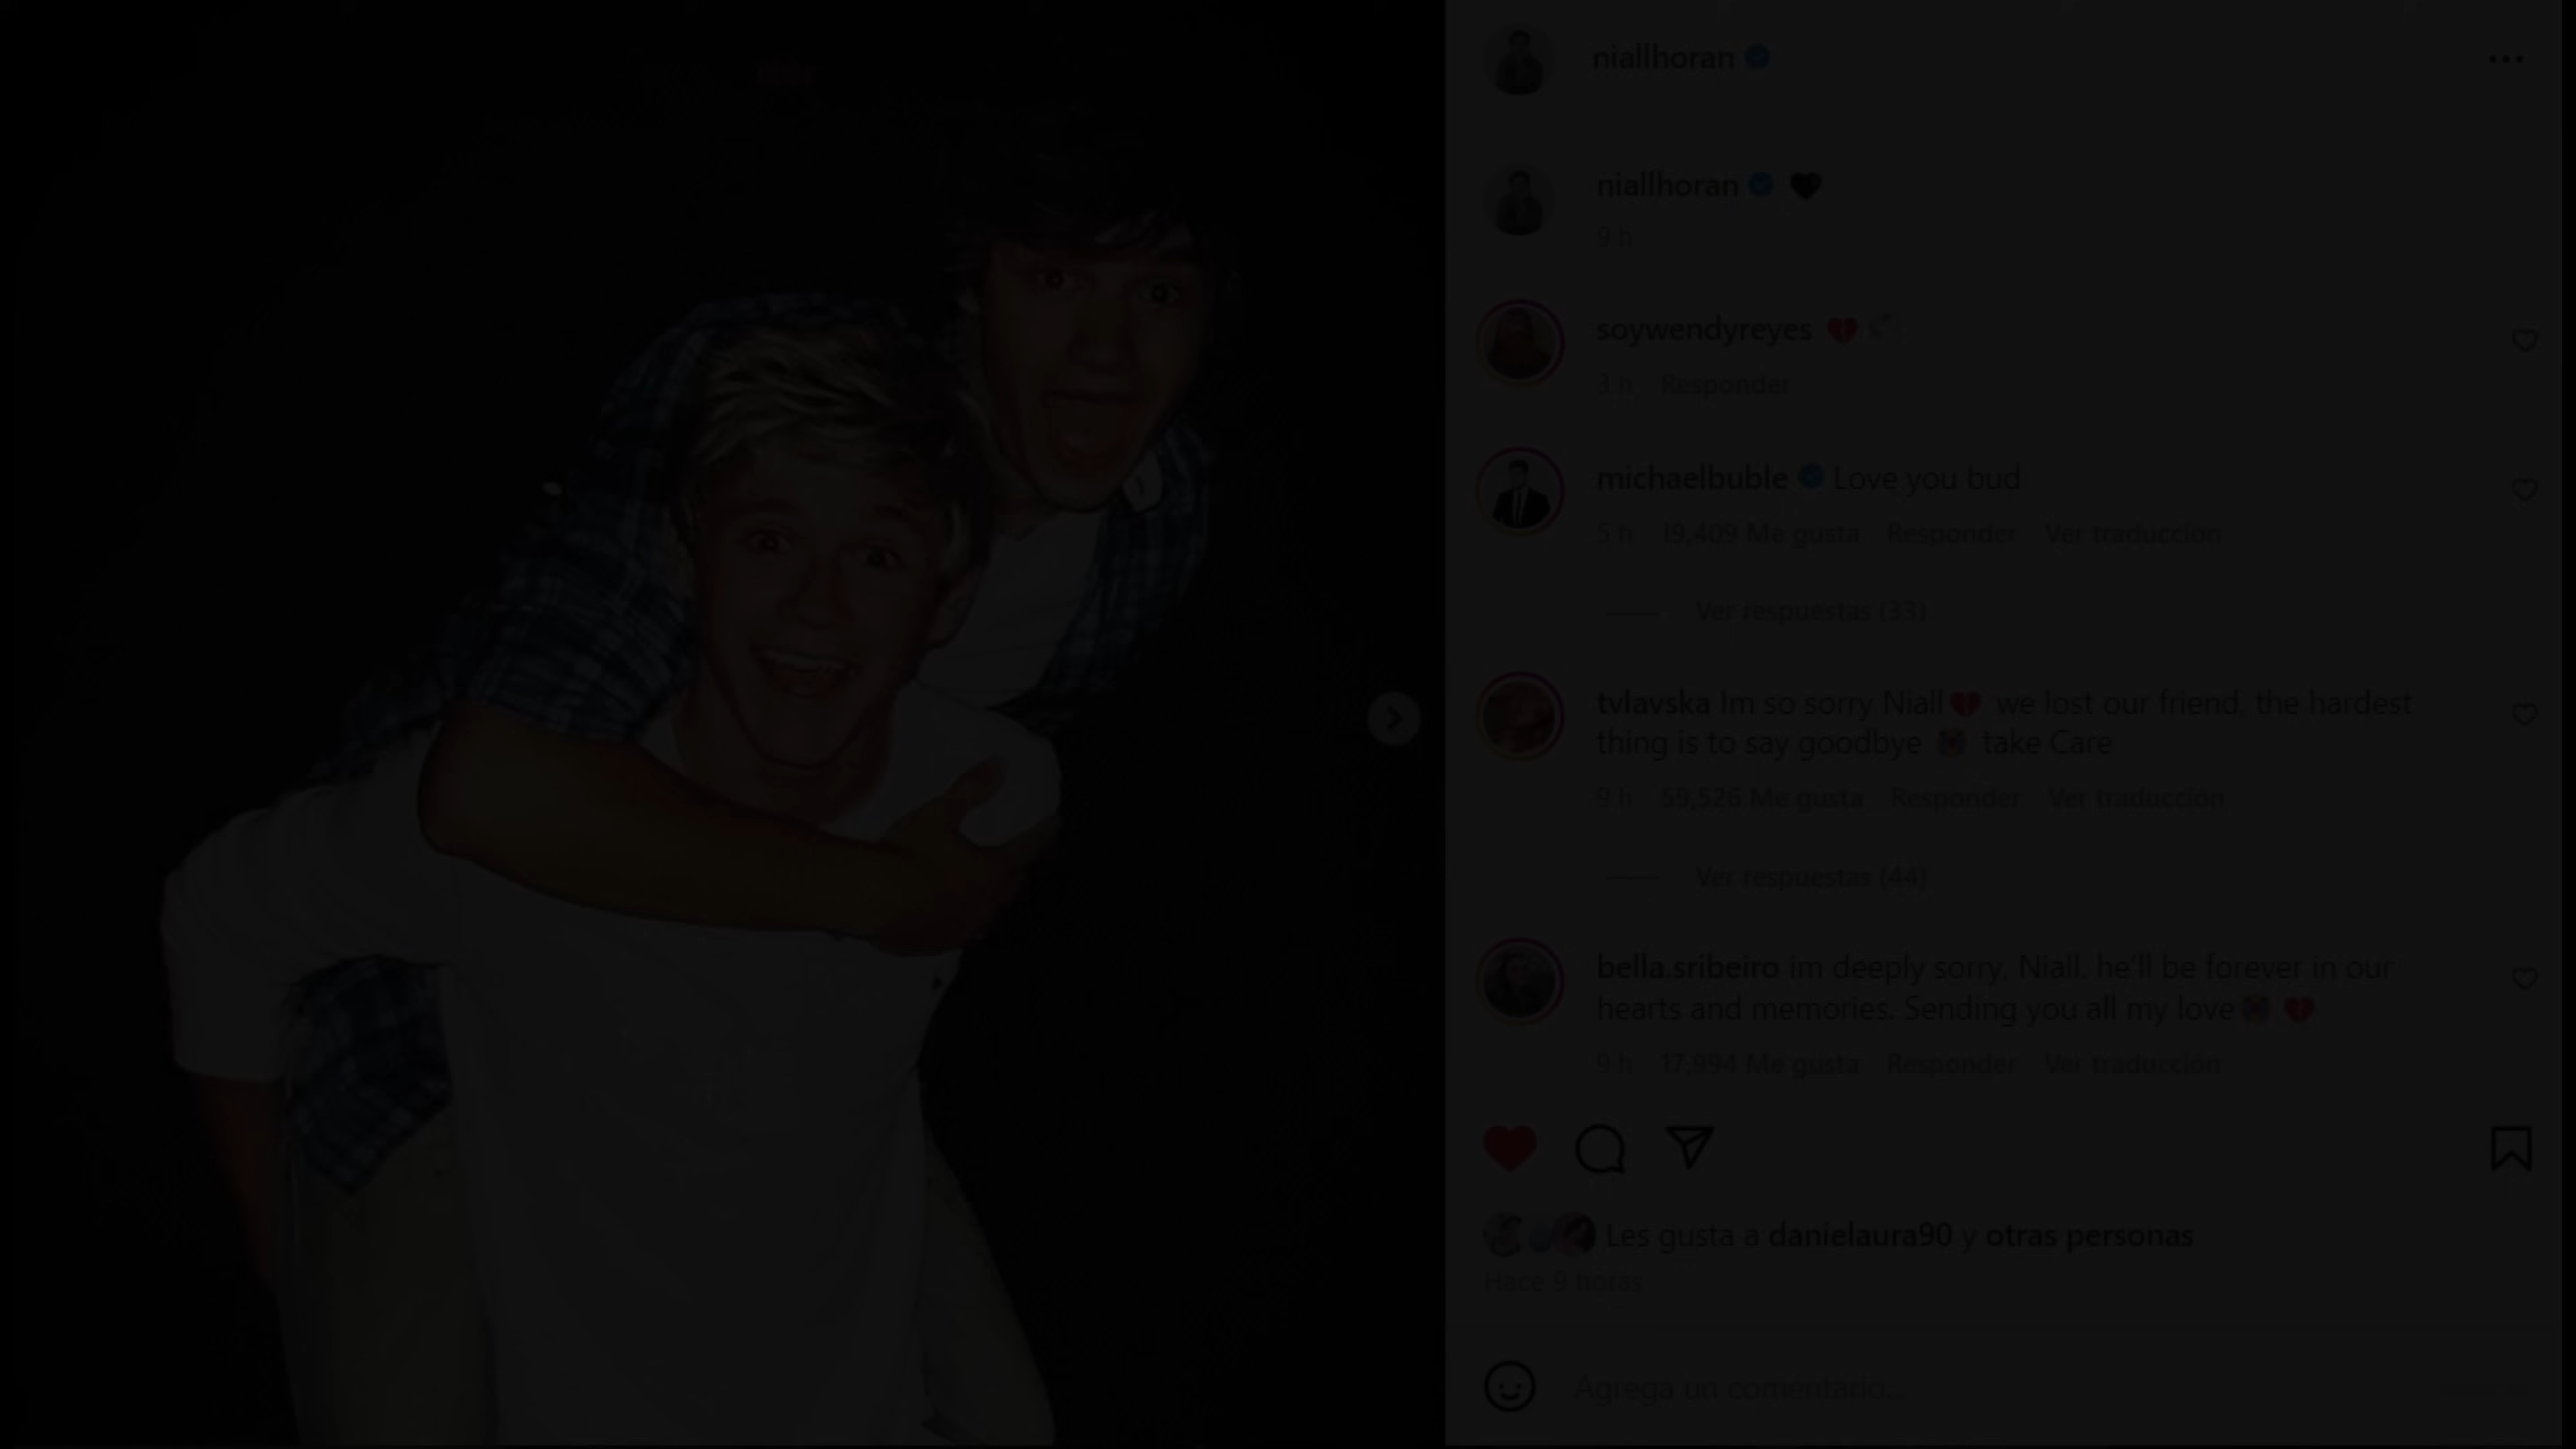 niallhoran
niallhoran 🖤
9 h
soywendyreyes 💔🕊
3 h Responder
michaelbuble Love you bud
5 h 19,409 Me gusta Responder Ver traducción
Ver respuestas (33)
tvlavska Im so sorry Niall💔 we lost our friend, the hardest
thing is to say goodbye take Care
9 h 59,526 Me gusta Responder Ver traducción
Ver respuestas (44)
bella.sribeiro im deeply sorry, Niall. he'll be forever in our
hearts and memories. Sending you all my love 💔
9 h 17,994 Me gusta Responder Ver traducción
Les gusta a danielaura90 y otras personas
Hace 9 horas
Agrega un comentario...